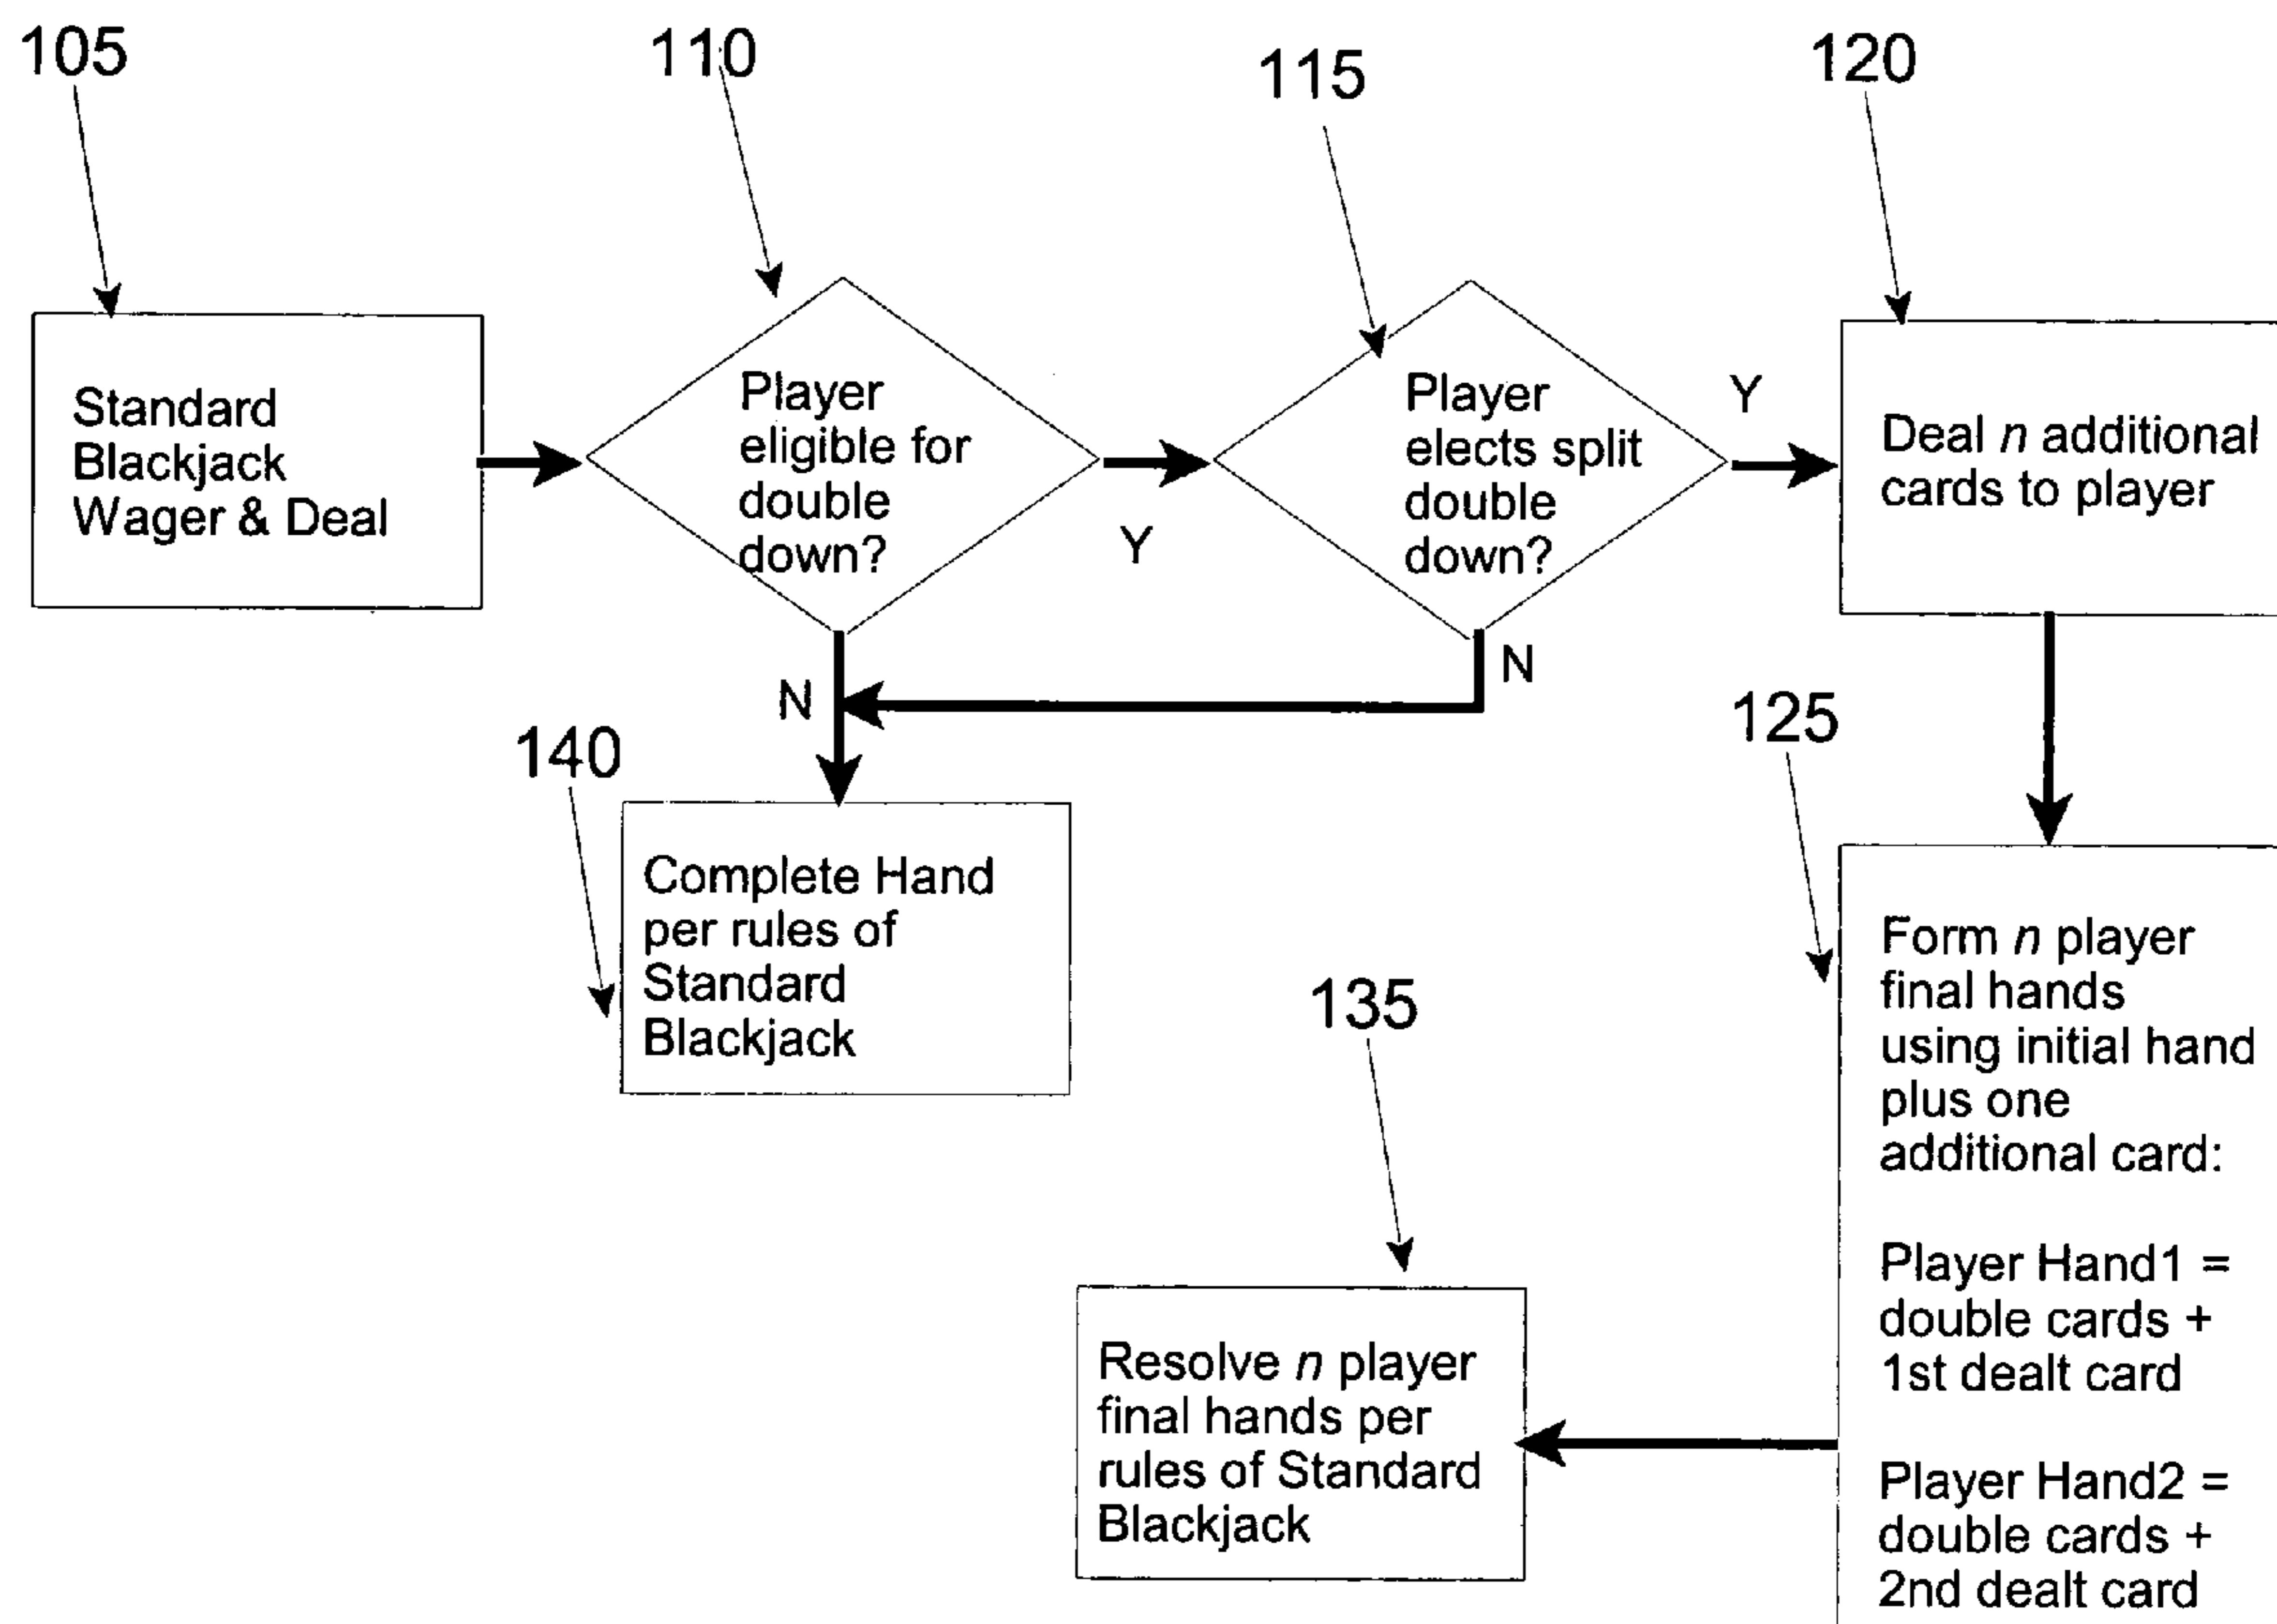 105
110
115
120
Standard
Blackjack
Wager & Deal
Player
eligible for
double
down?
Y
Player
elects split
double
down?
Y
Deal n additional
cards to player
N
N
140
Complete Hand
per rules of
Standard
Blackjack
125
Form n player
final hands
using initial hand
plus one
additional card:
Player Hand1 =
double cards +
1st dealt card
Player Hand2 =
double cards +
2nd dealt card
135
Resolve n player
final hands per
rules of Standard
Blackjack